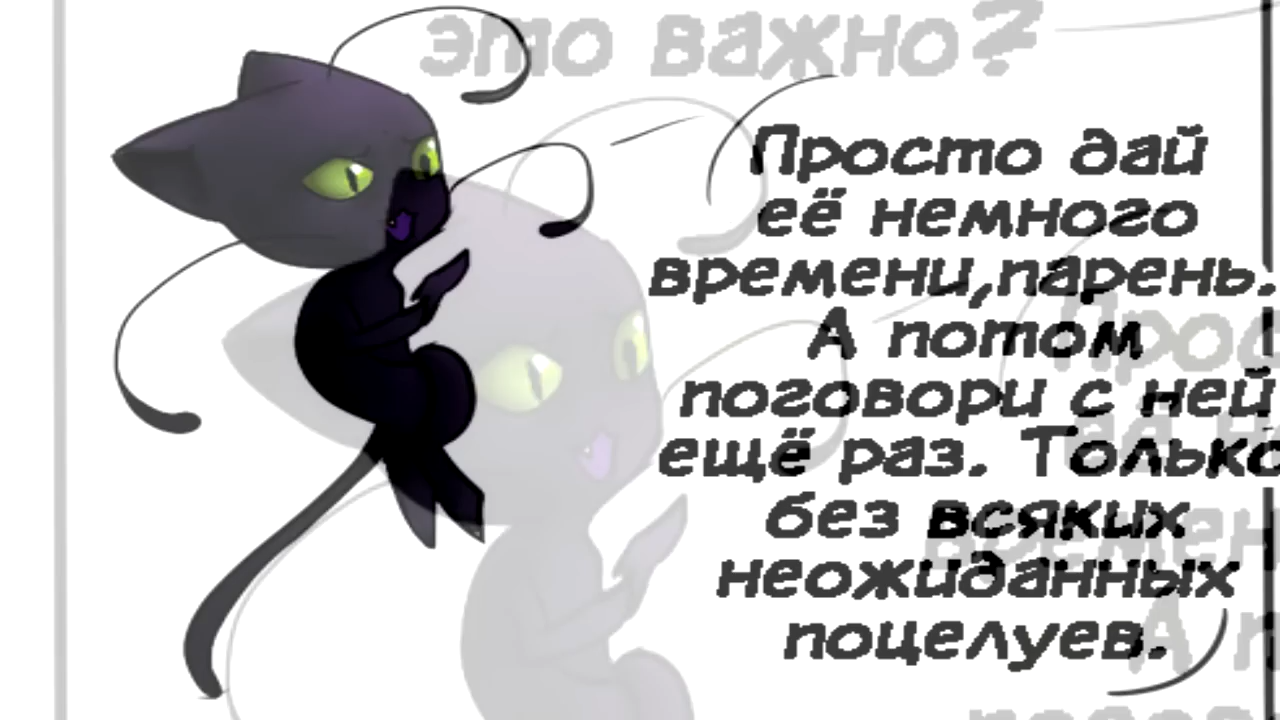 это важно?
Просто дай
её немного
времени,парень.
А потом
поговори с ней
ещё раз. Только
без всяких
неожиданных
поцелуев.